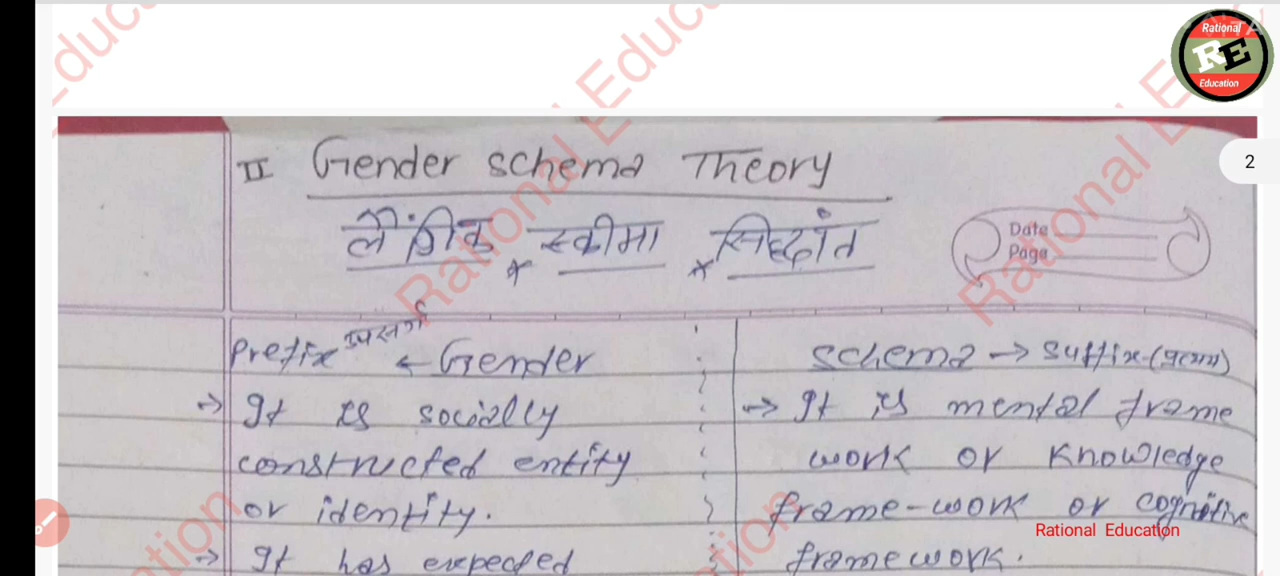 Rational
RE
Education
2
II Gender schema Theory
लैंगिक स्कीमा सिद्धांत
Date
Page
Prefix उपसर्ग ← Gender
→ It is socially
constructed entity
or identity.
→ It has expected
schema → suffix-(प्रत्यय)
→ It is mental frame
work or knowledge
frame-work or cognitive
framework.
Rational Education